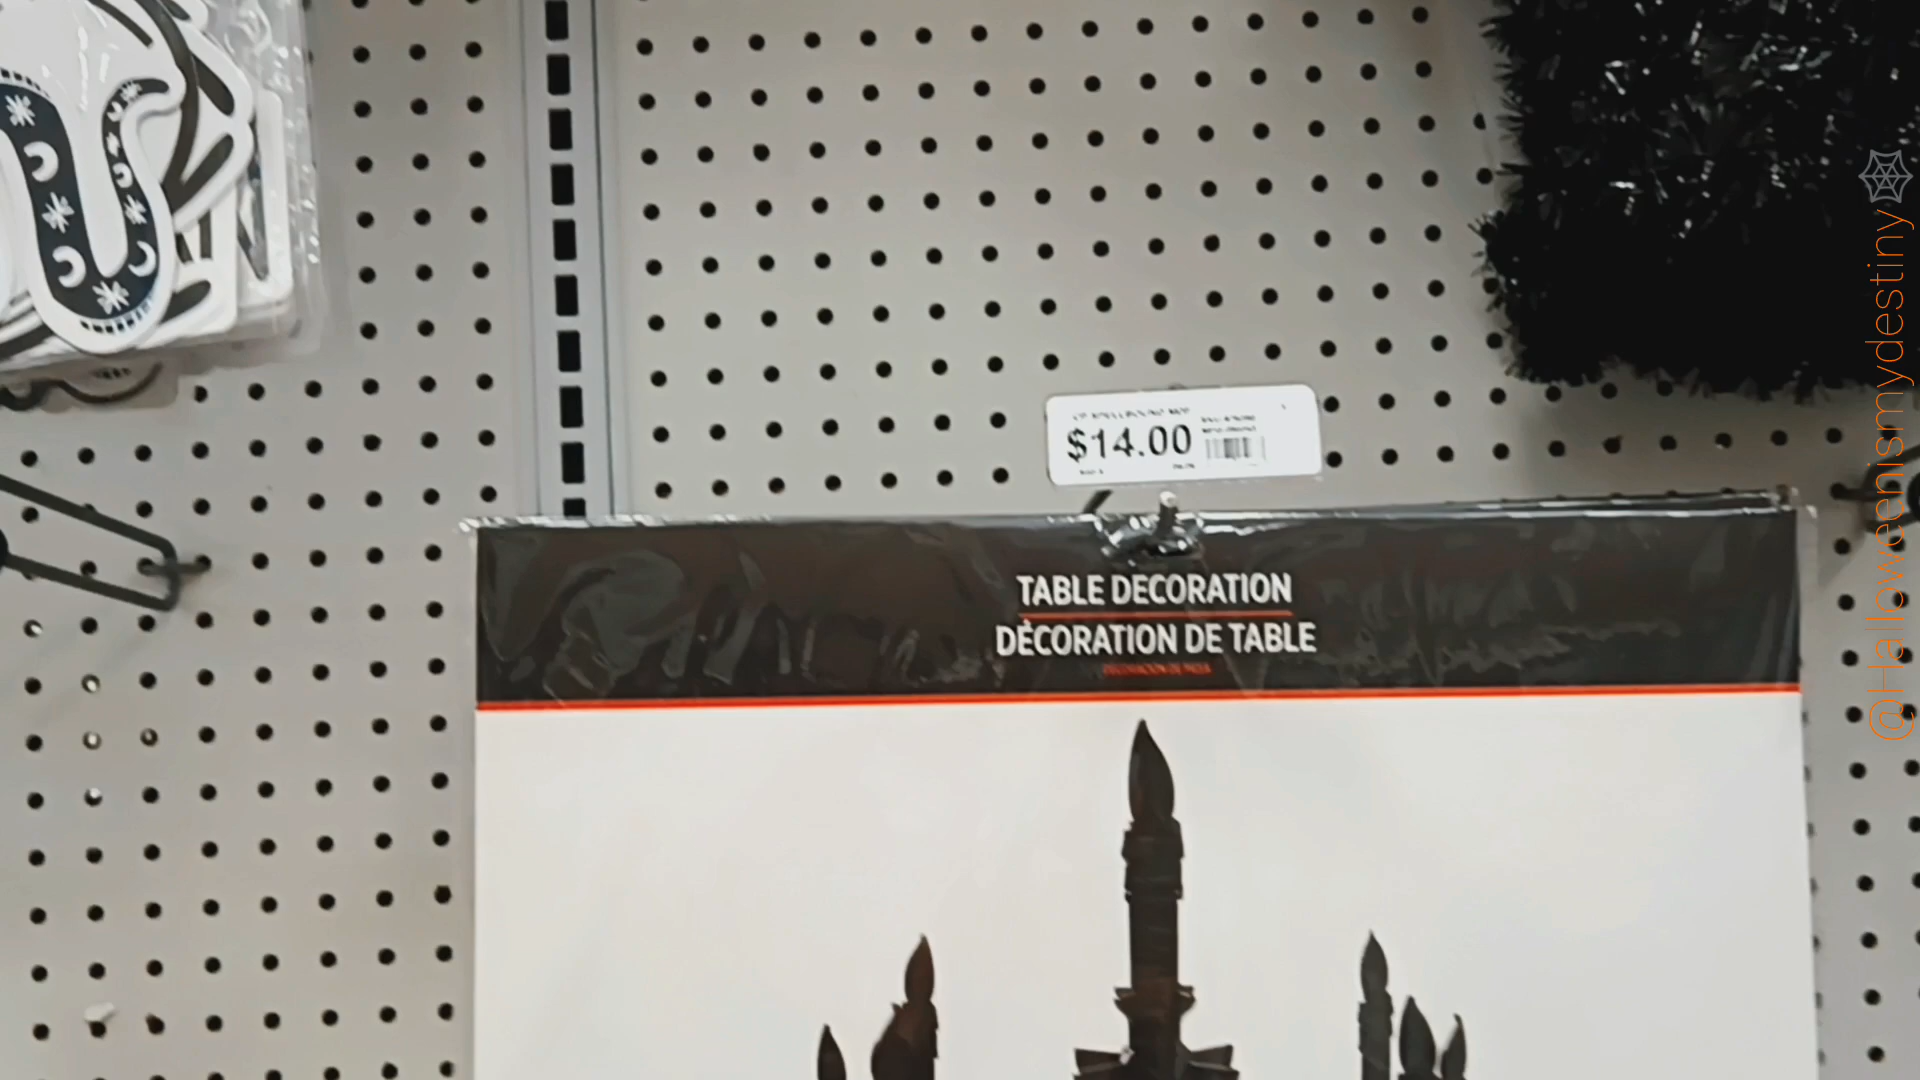 $14.00
TABLE DECORATION
DÉCORATION DE TABLE
@Halloweenismydestiny